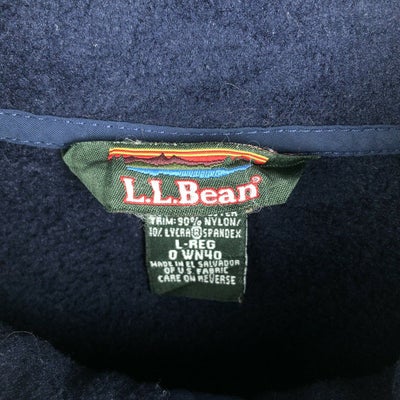 L.L.Bean®
TRIM: 90% NYLON/
10% LYCRA®SPANDEX
L-REG
0 WN40
MADE IN EL SALVADOR
OF U.S. FABRIC
CARE ON REVERSE